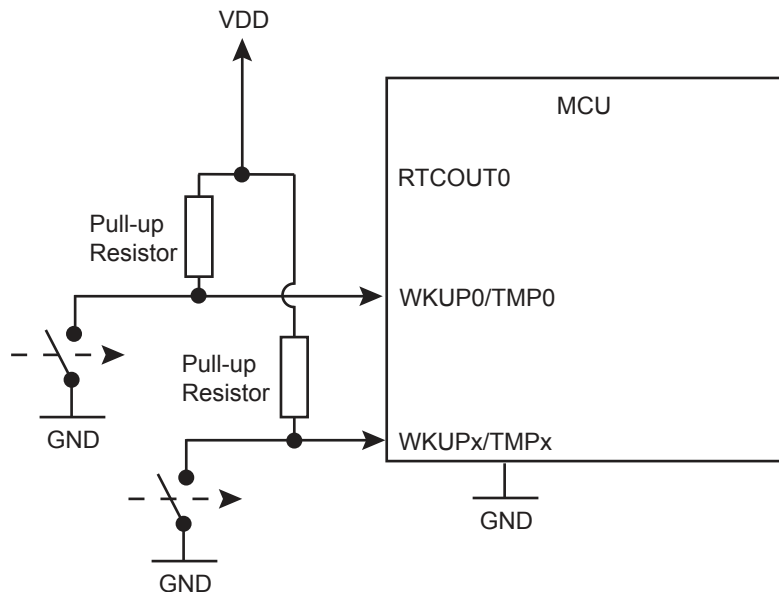 VDD
MCU
RTCOUT0
Pull-up
Resistor
WKUP0/TMP0
Pull-up
Resistor
GND
WKUPx/TMPx
GND
GND